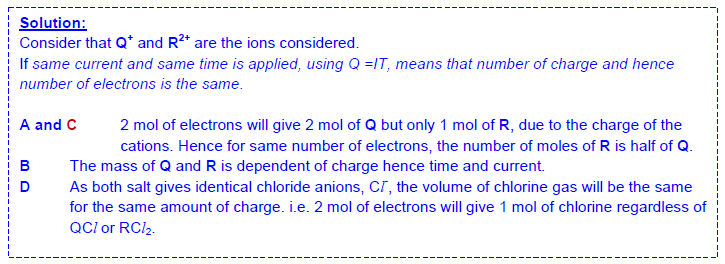 Solution:
Consider that Q⁺ and R²⁺ are the ions considered.
If same current and same time is applied, using Q =IT, means that number of charge and hence
number of electrons is the same.
A and C 2 mol of electrons will give 2 mol of Q but only 1 mol of R, due to the charge of the
cations. Hence for same number of electrons, the number of moles of R is half of Q.
B The mass of Q and R is dependent of charge hence time and current.
D As both salt gives identical chloride anions, Cl⁻, the volume of chlorine gas will be the same
for the same amount of charge. i.e. 2 mol of electrons will give 1 mol of chlorine regardless of
QCl or RCl₂.